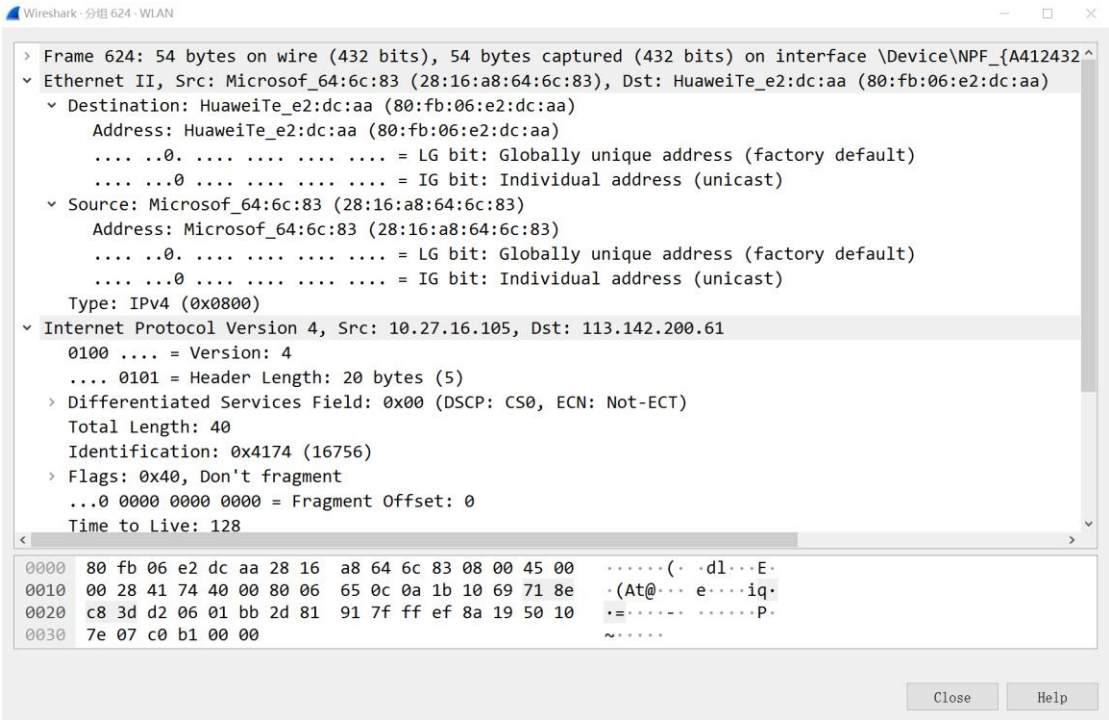 Wireshark · 分组 624 · WLAN
Frame 624: 54 bytes on wire (432 bits), 54 bytes captured (432 bits) on interface \Device\NPF_{A412432
Ethernet II, Src: Microsof_64:6c:83 (28:16:a8:64:6c:83), Dst: HuaweiTe_e2:dc:aa (80:fb:06:e2:dc:aa)
Destination: HuaweiTe_e2:dc:aa (80:fb:06:e2:dc:aa)
Address: HuaweiTe_e2:dc:aa (80:fb:06:e2:dc:aa)
.... ..0. .... .... .... .... = LG bit: Globally unique address (factory default)
.... ...0 .... .... .... .... = IG bit: Individual address (unicast)
Source: Microsof_64:6c:83 (28:16:a8:64:6c:83)
Address: Microsof_64:6c:83 (28:16:a8:64:6c:83)
.... ..0. .... .... .... .... = LG bit: Globally unique address (factory default)
.... ...0 .... .... .... .... = IG bit: Individual address (unicast)
Type: IPv4 (0x0800)
Internet Protocol Version 4, Src: 10.27.16.105, Dst: 113.142.200.61
0100 .... = Version: 4
.... 0101 = Header Length: 20 bytes (5)
Differentiated Services Field: 0x00 (DSCP: CS0, ECN: Not-ECT)
Total Length: 40
Identification: 0x4174 (16756)
Flags: 0x40, Don't fragment
...0 0000 0000 0000 = Fragment Offset: 0
Time to Live: 128
0000 80 fb 06 e2 dc aa 28 16 a8 64 6c 83 08 00 45 00 ······(· ·dl···E·
0010 00 28 41 74 40 00 80 06 65 0c 0a 1b 10 69 71 8e ·(At@··· e····iq·
0020 c8 3d d2 06 01 bb 2d 81 91 7f ff ef 8a 19 50 10 ·=····-· ······P·
0030 7e 07 c0 b1 00 00 ~·····
Close Help